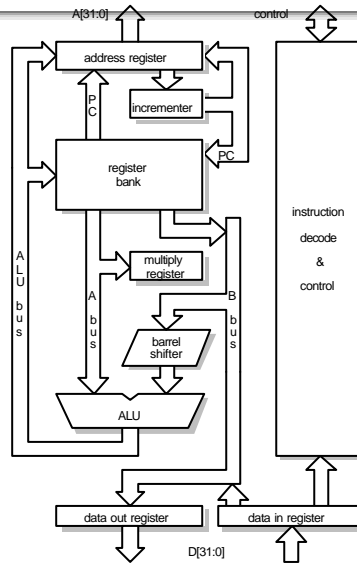 A[31:0]
control
address register
P
C
incrementer
PC
register
bank
instruction
decode
&
control
A
L
U
b
u
s
A
b
u
s
multiply
register
B
b
u
s
barrel
shifter
ALU
data out register
data in register
D[31:0]